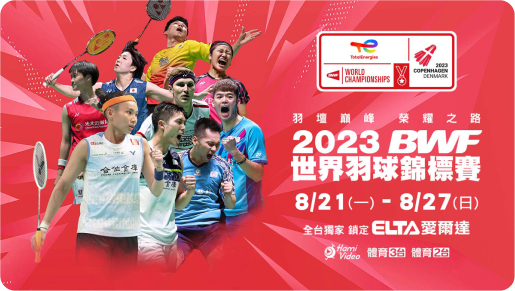 TotalEnergies
BWF
WORLD
CHAMPIONSHIPS
2023
COPENHAGEN
DENMARK
羽壇巔峰 榮耀之路
2023 BWF
世界羽球錦標賽
8/21(一) - 8/27(日)
全台獨家 鎖定 ELTA愛爾達
Hami Video 體育3台 體育2台